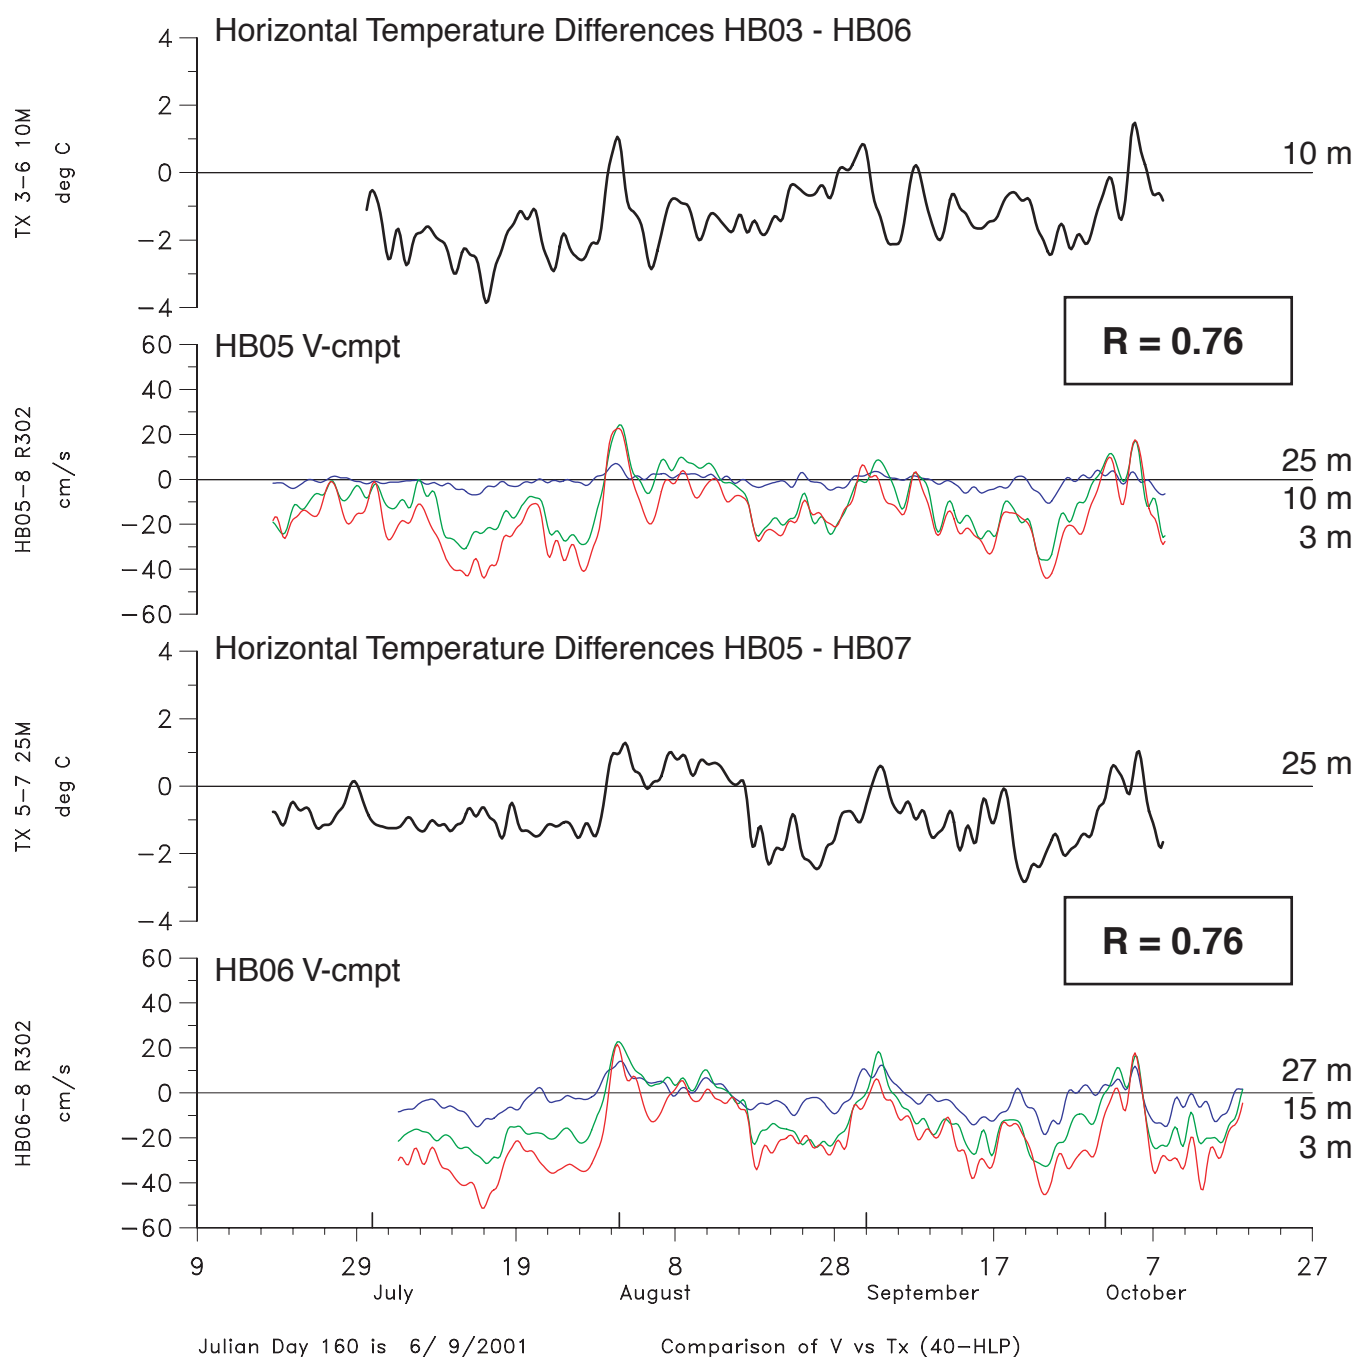 Horizontal Temperature Differences HB03 - HB06
TX 3-6 10M
deg C
4
2
0
-2
-4
10 m
R = 0.76
HB05 V-cmpt
HB05-8 R302
cm/s
60
40
20
0
-20
-40
-60
25 m
10 m
3 m
Horizontal Temperature Differences HB05 - HB07
TX 5-7 25M
deg C
4
2
0
-2
-4
25 m
R = 0.76
HB06 V-cmpt
HB06-8 R302
cm/s
60
40
20
0
-20
-40
-60
27 m
15 m
3 m
9 29 19 8 28 17 7 27
July August September October
Julian Day 160 is 6/ 9/2001 Comparison of V vs Tx (40-HLP)